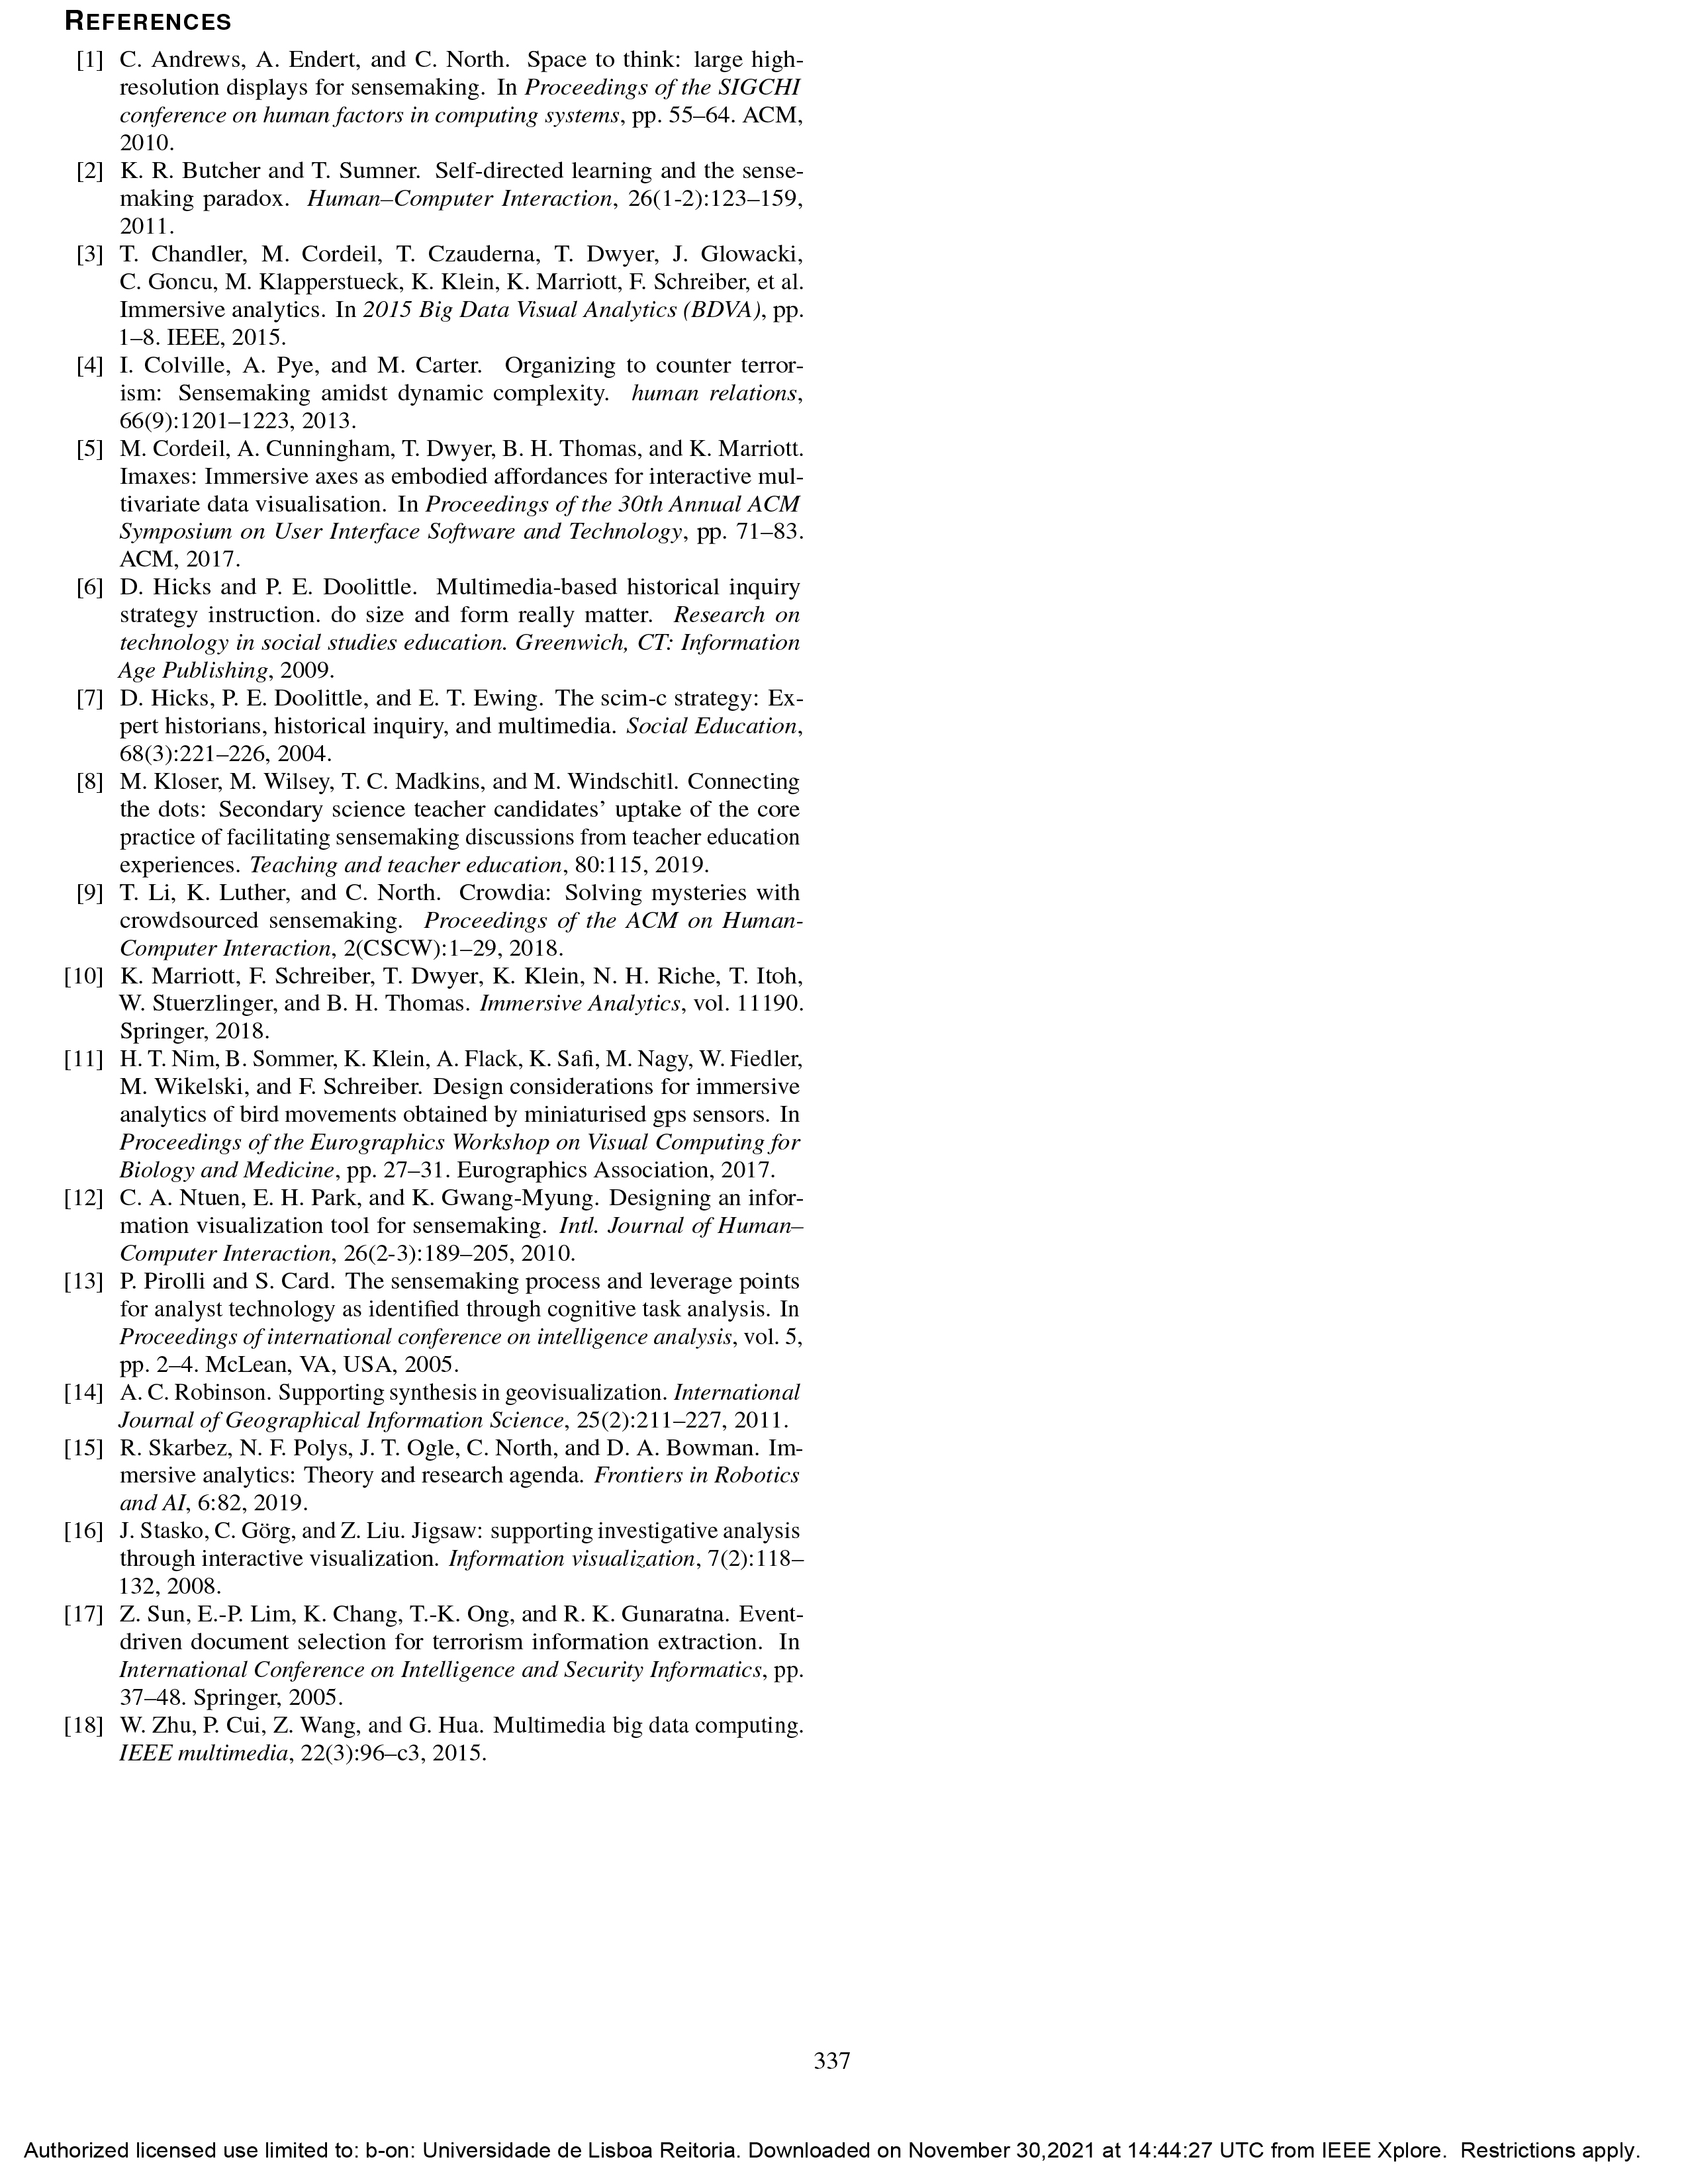 REFERENCES
[1] C. Andrews, A. Endert, and C. North. Space to think: large high-
resolution displays for sensemaking. In Proceedings of the SIGCHI
conference on human factors in computing systems, pp. 55–64. ACM,
2010.
[2] K. R. Butcher and T. Sumner. Self-directed learning and the sense-
making paradox. Human–Computer Interaction, 26(1-2):123–159,
2011.
[3] T. Chandler, M. Cordeil, T. Czauderna, T. Dwyer, J. Glowacki,
C. Goncu, M. Klapperstueck, K. Klein, K. Marriott, F. Schreiber, et al.
Immersive analytics. In 2015 Big Data Visual Analytics (BDVA), pp.
1–8. IEEE, 2015.
[4] I. Colville, A. Pye, and M. Carter. Organizing to counter terror-
ism: Sensemaking amidst dynamic complexity. human relations,
66(9):1201–1223, 2013.
[5] M. Cordeil, A. Cunningham, T. Dwyer, B. H. Thomas, and K. Marriott.
Imaxes: Immersive axes as embodied affordances for interactive mul-
tivariate data visualisation. In Proceedings of the 30th Annual ACM
Symposium on User Interface Software and Technology, pp. 71–83.
ACM, 2017.
[6] D. Hicks and P. E. Doolittle. Multimedia-based historical inquiry
strategy instruction. do size and form really matter. Research on
technology in social studies education. Greenwich, CT: Information
Age Publishing, 2009.
[7] D. Hicks, P. E. Doolittle, and E. T. Ewing. The scim-c strategy: Ex-
pert historians, historical inquiry, and multimedia. Social Education,
68(3):221–226, 2004.
[8] M. Kloser, M. Wilsey, T. C. Madkins, and M. Windschitl. Connecting
the dots: Secondary science teacher candidates' uptake of the core
practice of facilitating sensemaking discussions from teacher education
experiences. Teaching and teacher education, 80:115, 2019.
[9] T. Li, K. Luther, and C. North. Crowdia: Solving mysteries with
crowdsourced sensemaking. Proceedings of the ACM on Human-
Computer Interaction, 2(CSCW):1–29, 2018.
[10] K. Marriott, F. Schreiber, T. Dwyer, K. Klein, N. H. Riche, T. Itoh,
W. Stuerzlinger, and B. H. Thomas. Immersive Analytics, vol. 11190.
Springer, 2018.
[11] H. T. Nim, B. Sommer, K. Klein, A. Flack, K. Safi, M. Nagy, W. Fiedler,
M. Wikelski, and F. Schreiber. Design considerations for immersive
analytics of bird movements obtained by miniaturised gps sensors. In
Proceedings of the Eurographics Workshop on Visual Computing for
Biology and Medicine, pp. 27–31. Eurographics Association, 2017.
[12] C. A. Ntuen, E. H. Park, and K. Gwang-Myung. Designing an infor-
mation visualization tool for sensemaking. Intl. Journal of Human–
Computer Interaction, 26(2-3):189–205, 2010.
[13] P. Pirolli and S. Card. The sensemaking process and leverage points
for analyst technology as identified through cognitive task analysis. In
Proceedings of international conference on intelligence analysis, vol. 5,
pp. 2–4. McLean, VA, USA, 2005.
[14] A. C. Robinson. Supporting synthesis in geovisualization. International
Journal of Geographical Information Science, 25(2):211–227, 2011.
[15] R. Skarbez, N. F. Polys, J. T. Ogle, C. North, and D. A. Bowman. Im-
mersive analytics: Theory and research agenda. Frontiers in Robotics
and AI, 6:82, 2019.
[16] J. Stasko, C. Görg, and Z. Liu. Jigsaw: supporting investigative analysis
through interactive visualization. Information visualization, 7(2):118–
132, 2008.
[17] Z. Sun, E.-P. Lim, K. Chang, T.-K. Ong, and R. K. Gunaratna. Event-
driven document selection for terrorism information extraction. In
International Conference on Intelligence and Security Informatics, pp.
37–48. Springer, 2005.
[18] W. Zhu, P. Cui, Z. Wang, and G. Hua. Multimedia big data computing.
IEEE multimedia, 22(3):96–c3, 2015.
337
Authorized licensed use limited to: b-on: Universidade de Lisboa Reitoria. Downloaded on November 30,2021 at 14:44:27 UTC from IEEE Xplore. Restrictions apply.